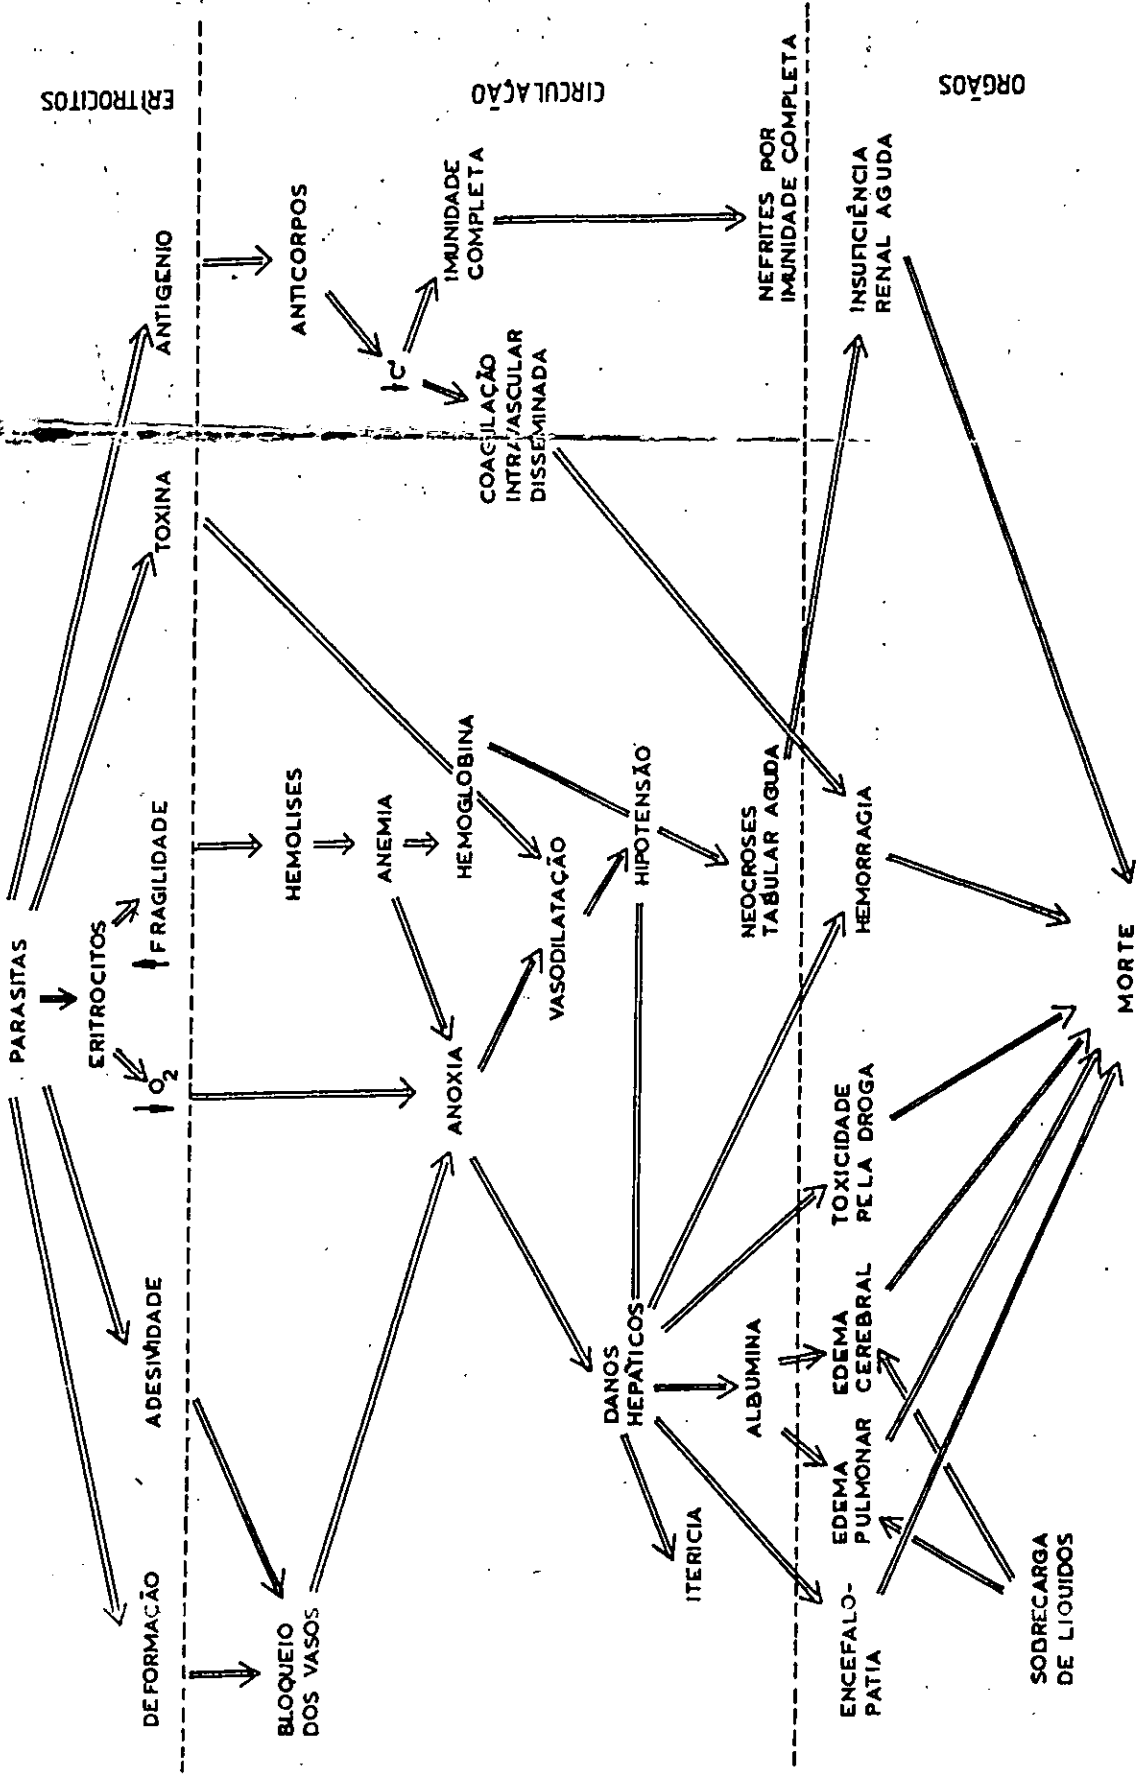 PARASITAS
ERITROCITOS
DEFORMAÇÃO
ADESIVIDADE
O2
FRAGILIDADE
TOXINA
ANTIGENIO
ERITROCITOS
BLOQUEIO
DOS VASOS
HEMOLISES
ANTICORPOS
ANEMIA
C'
ANOXIA
HEMOGLOBINA
IMUNIDADE
COMPLETA
COAGULAÇÃO
INTRAVASCULAR
DISSEMINADA
CIRCULAÇÃO
VASODILATAÇÃO
DANOS
HEPÁTICOS
HIPOTENSÃO
ITERICIA
ALBUMINA
NEOCROSES
TABULAR AGUDA
NEFRITES POR
IMUNIDADE COMPLETA
ENCEFALO-
PATIA
EDEMA
PULMONAR
EDEMA
CEREBRAL
TOXICIDADE
PELA DROGA
HEMORRAGIA
INSUFICIÊNCIA
RENAL AGUDA
ORGÃOS
SOBRECARGA
DE LIQUIDOS
MORTE